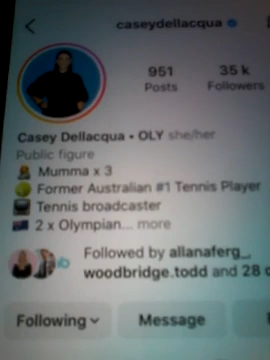 caseydellacqua
951 35 k
Posts Followers
Casey Dellacqua • OLY she/her
Public figure
Mumma x 3
Former Australian #1 Tennis Player
Tennis broadcaster
2 x Olympian... more
Followed by allanaferg_,
woodbridge.todd and 28
Following Message